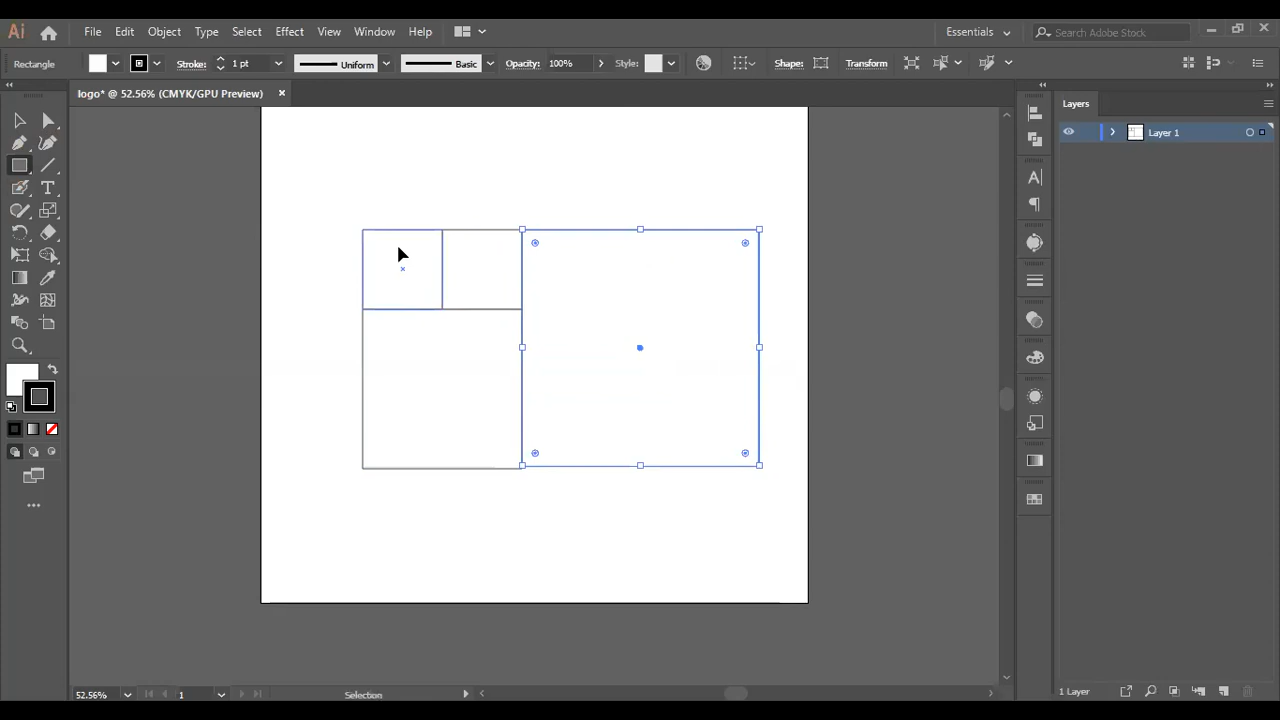 Ai File Edit Object Type Select Effect View Window Help Essentials Search Adobe Stock
Rectangle Stroke: 1 pt Uniform Basic Opacity: 100% Style: Shape: Transform
logo* @ 52.56% (CMYK/GPU Preview)
Layers
Layer 1
52.56% 1 Selection 1 Layer